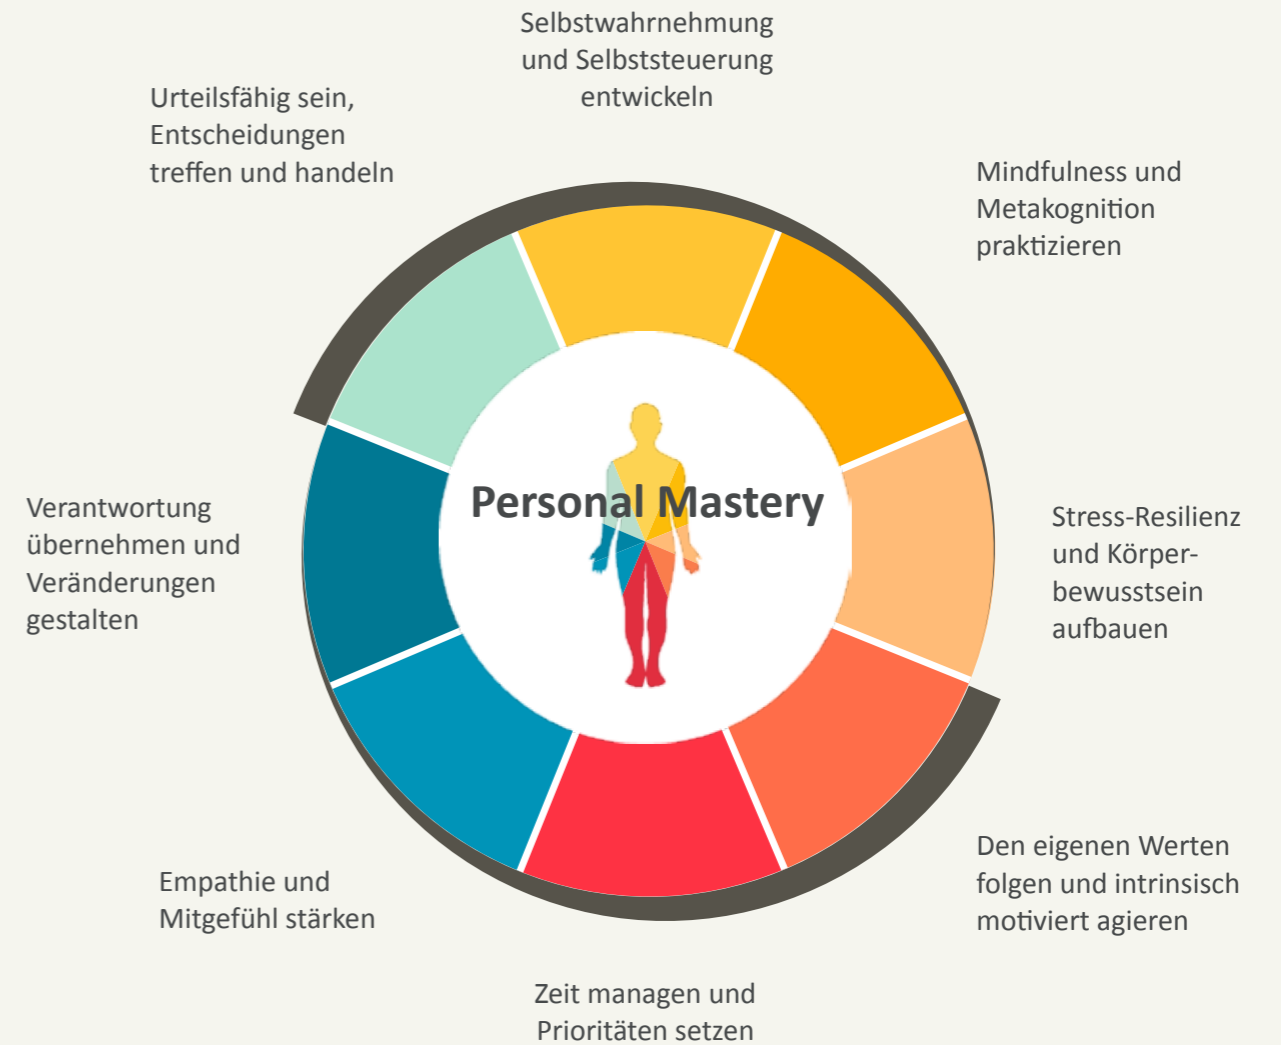 Selbstwahrnehmung
und Selbststeuerung
entwickeln
Urteilsfähig sein,
Entscheidungen
treffen und handeln
Mindfulness und
Metakognition
praktizieren
Personal Mastery
Verantwortung
übernehmen und
Veränderungen
gestalten
Stress-Resilienz
und Körper-
bewusstsein
aufbauen
Empathie und
Mitgefühl stärken
Den eigenen Werten
folgen und intrinsisch
motiviert agieren
Zeit managen und
Prioritäten setzen